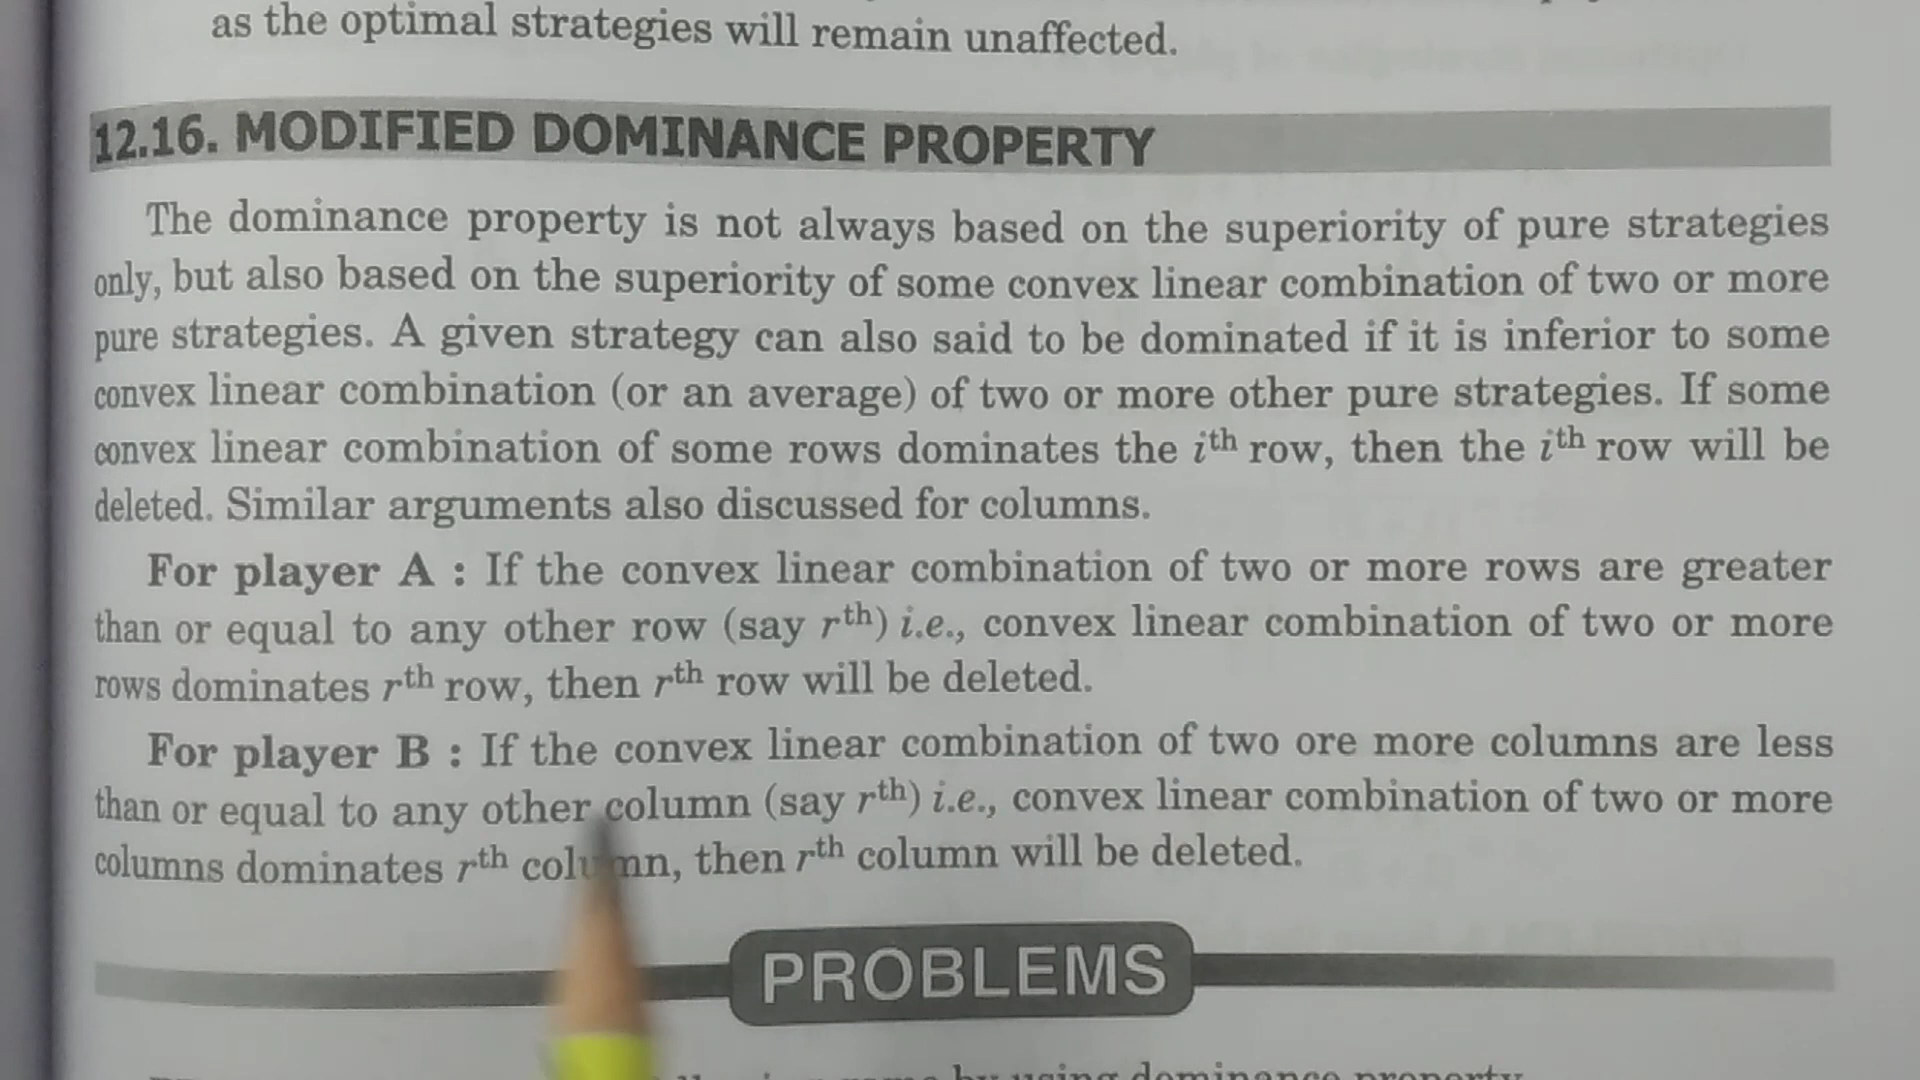 as the optimal strategies will remain unaffected.
12.16. MODIFIED DOMINANCE PROPERTY
The dominance property is not always based on the superiority of pure strategies
only, but also based on the superiority of some convex linear combination of two or more
pure strategies. A given strategy can also said to be dominated if it is inferior to some
convex linear combination (or an average) of two or more other pure strategies. If some
convex linear combination of some rows dominates the ith row, then the ith row will be
deleted. Similar arguments also discussed for columns.
For player A : If the convex linear combination of two or more rows are greater
than or equal to any other row (say rth) i.e., convex linear combination of two or more
rows dominates rth row, then rth row will be deleted.
For player B : If the convex linear combination of two ore more columns are less
than or equal to any other column (say rth) i.e., convex linear combination of two or more
columns dominates rth column, then rth column will be deleted.
PROBLEMS
game by using dominance property